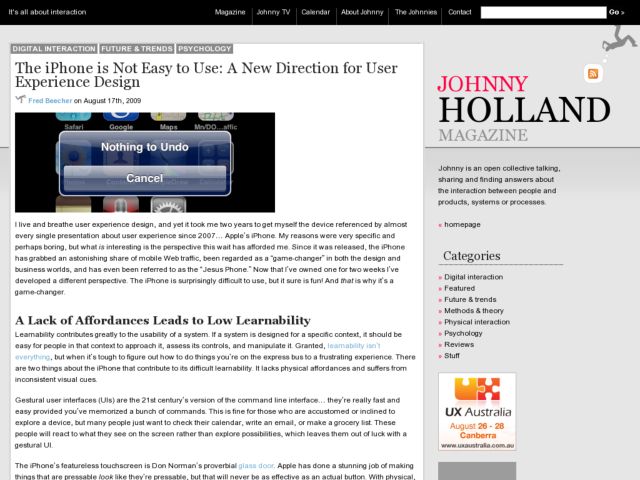 It's all about interaction
Magazine
Johnny TV
Calendar
About Johnny
The Johnnies
Contact
Go »
DIGITAL INTERACTION
FUTURE & TRENDS
PSYCHOLOGY
The iPhone is Not Easy to Use: A New Direction for User
Experience Design
Fred Beecher on August 17th, 2009
Safari
Google
Maps
Mn/DO...affic
Nothing to Undo
Cancel
I live and breathe user experience design, and yet it took me two years to get myself the device referenced by almost
every single presentation about user experience since 2007… Apple's iPhone. My reasons were very specific and
perhaps boring, but what is interesting is the perspective this wait has afforded me. Since it was released, the iPhone
has grabbed an astonishing share of mobile Web traffic, been regarded as a “game-changer” in both the design and
business worlds, and has even been referred to as the “Jesus Phone.” Now that I've owned one for two weeks I've
developed a different perspective. The iPhone is surprisingly difficult to use, but it sure is fun! And that is why it's a
game-changer.
A Lack of Affordances Leads to Low Learnability
Learnability contributes greatly to the usability of a system. If a system is designed for a specific context, it should be
easy for people in that context to approach it, assess its controls, and manipulate it. Granted, learnability isn't
everything, but when it's tough to figure out how to do things you're on the express bus to a frustrating experience. There
are two things about the iPhone that contribute to its difficult learnability. It lacks physical affordances and suffers from
inconsistent visual cues.
Gestural user interfaces (UIs) are the 21st century's version of the command line interface… they're really fast and
easy provided you've memorized a bunch of commands. This is fine for those who are accustomed or inclined to
explore a device, but many people just want to check their calendar, write an email, or make a grocery list. These
people will react to what they see on the screen rather than explore possibilities, which leaves them out of luck with a
gestural UI.
The iPhone's featureless touchscreen is Don Norman's proverbial glass door. Apple has done a stunning job of making
things that are pressable look like they're pressable, but that will never be as effective as an actual button. With physical,
JOHNNY
HOLLAND
MAGAZINE
Johnny is an open collective talking,
sharing and finding answers about
the interaction between people and
products, systems or processes.
» homepage
Categories
» Digital interaction
» Featured
» Future & trends
» Methods & theory
» Physical interaction
» Psychology
» Reviews
» Stuff
UX Australia
August 26 - 28
Canberra
www.uxaustralia.com.au